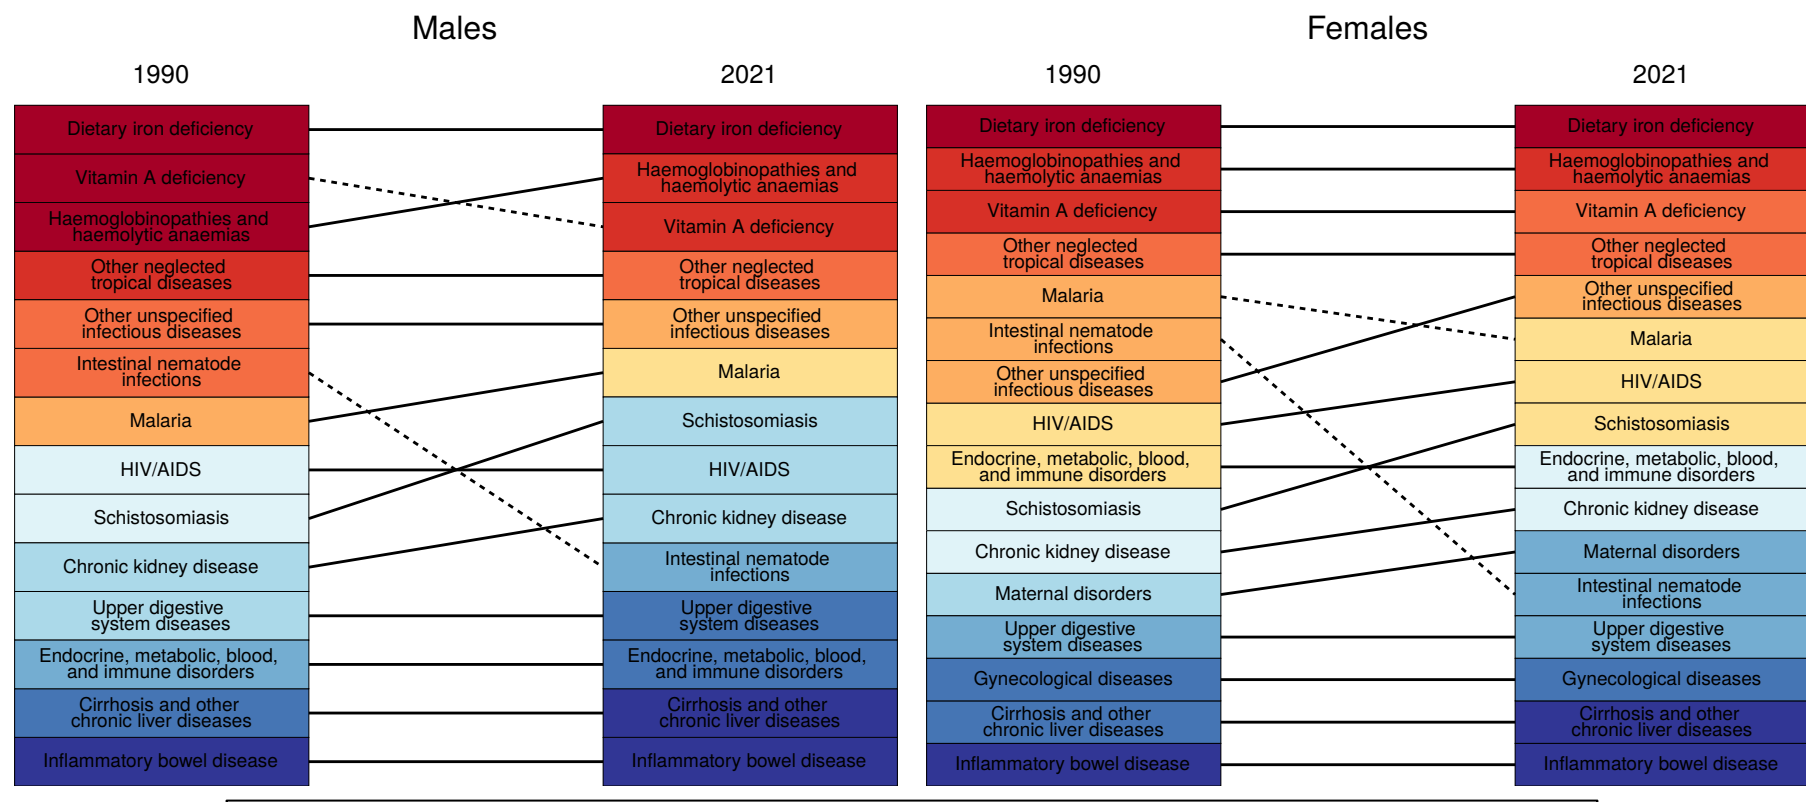 Males
1990
2021
Dietary iron deficiency
Vitamin A deficiency
Haemoglobinopathies and
haemolytic anaemias
Other neglected
tropical diseases
Other unspecified
infectious diseases
Intestinal nematode
infections
Malaria
HIV/AIDS
Schistosomiasis
Chronic kidney disease
Upper digestive
system diseases
Endocrine, metabolic, blood,
and immune disorders
Cirrhosis and other
chronic liver diseases
Inflammatory bowel disease
Dietary iron deficiency
Haemoglobinopathies and
haemolytic anaemias
Vitamin A deficiency
Other neglected
tropical diseases
Other unspecified
infectious diseases
Malaria
Schistosomiasis
HIV/AIDS
Chronic kidney disease
Intestinal nematode
infections
Upper digestive
system diseases
Endocrine, metabolic, blood,
and immune disorders
Cirrhosis and other
chronic liver diseases
Inflammatory bowel disease
Females
1990
2021
Dietary iron deficiency
Haemoglobinopathies and
haemolytic anaemias
Vitamin A deficiency
Other neglected
tropical diseases
Malaria
Intestinal nematode
infections
Other unspecified
infectious diseases
HIV/AIDS
Endocrine, metabolic, blood,
and immune disorders
Schistosomiasis
Chronic kidney disease
Maternal disorders
Upper digestive
system diseases
Gynecological diseases
Cirrhosis and other
chronic liver diseases
Inflammatory bowel disease
Dietary iron deficiency
Haemoglobinopathies and
haemolytic anaemias
Vitamin A deficiency
Other neglected
tropical diseases
Other unspecified
infectious diseases
Malaria
HIV/AIDS
Schistosomiasis
Endocrine, metabolic, blood,
and immune disorders
Chronic kidney disease
Maternal disorders
Intestinal nematode
infections
Upper digestive
system diseases
Gynecological diseases
Cirrhosis and other
chronic liver diseases
Inflammatory bowel disease